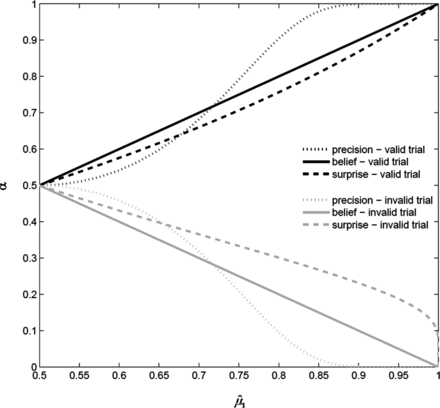 1
0.9
0.8
0.7
0.6
0.5
0.4
0.3
0.2
0.1
0
α
precision – valid trial
belief – valid trial
surprise – valid trial
precision – invalid trial
belief – invalid trial
surprise – invalid trial
0.5 0.55 0.6 0.65 0.7 0.75 0.8 0.85 0.9 0.95 1
μ̂₁